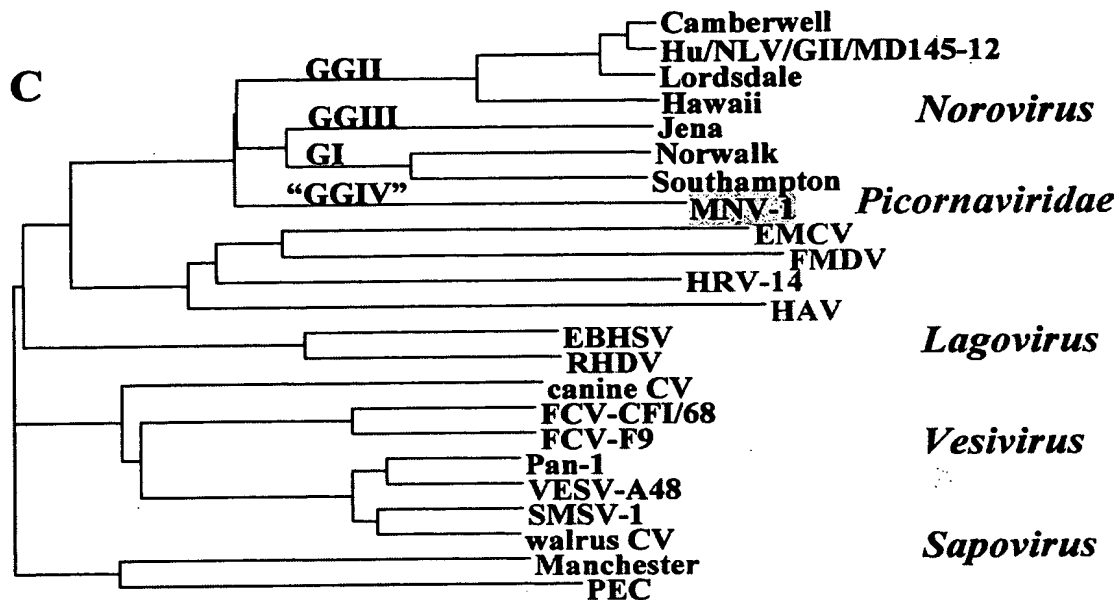 C
Camberwell
Hu/NLV/GII/MD145-12
GGII
Lordsdale
Hawaii
Norovirus
GGIII
Jena
GI
Norwalk
Southampton
"GGIV"
MNV-1
Picornaviridae
EMCV
FMDV
HRV-14
HAV
EBHSV
Lagovirus
RHDV
canine CV
FCV-CFI/68
FCV-F9
Vesivirus
Pan-1
VESV-A48
SMSV-1
walrus CV
Sapovirus
Manchester
PEC